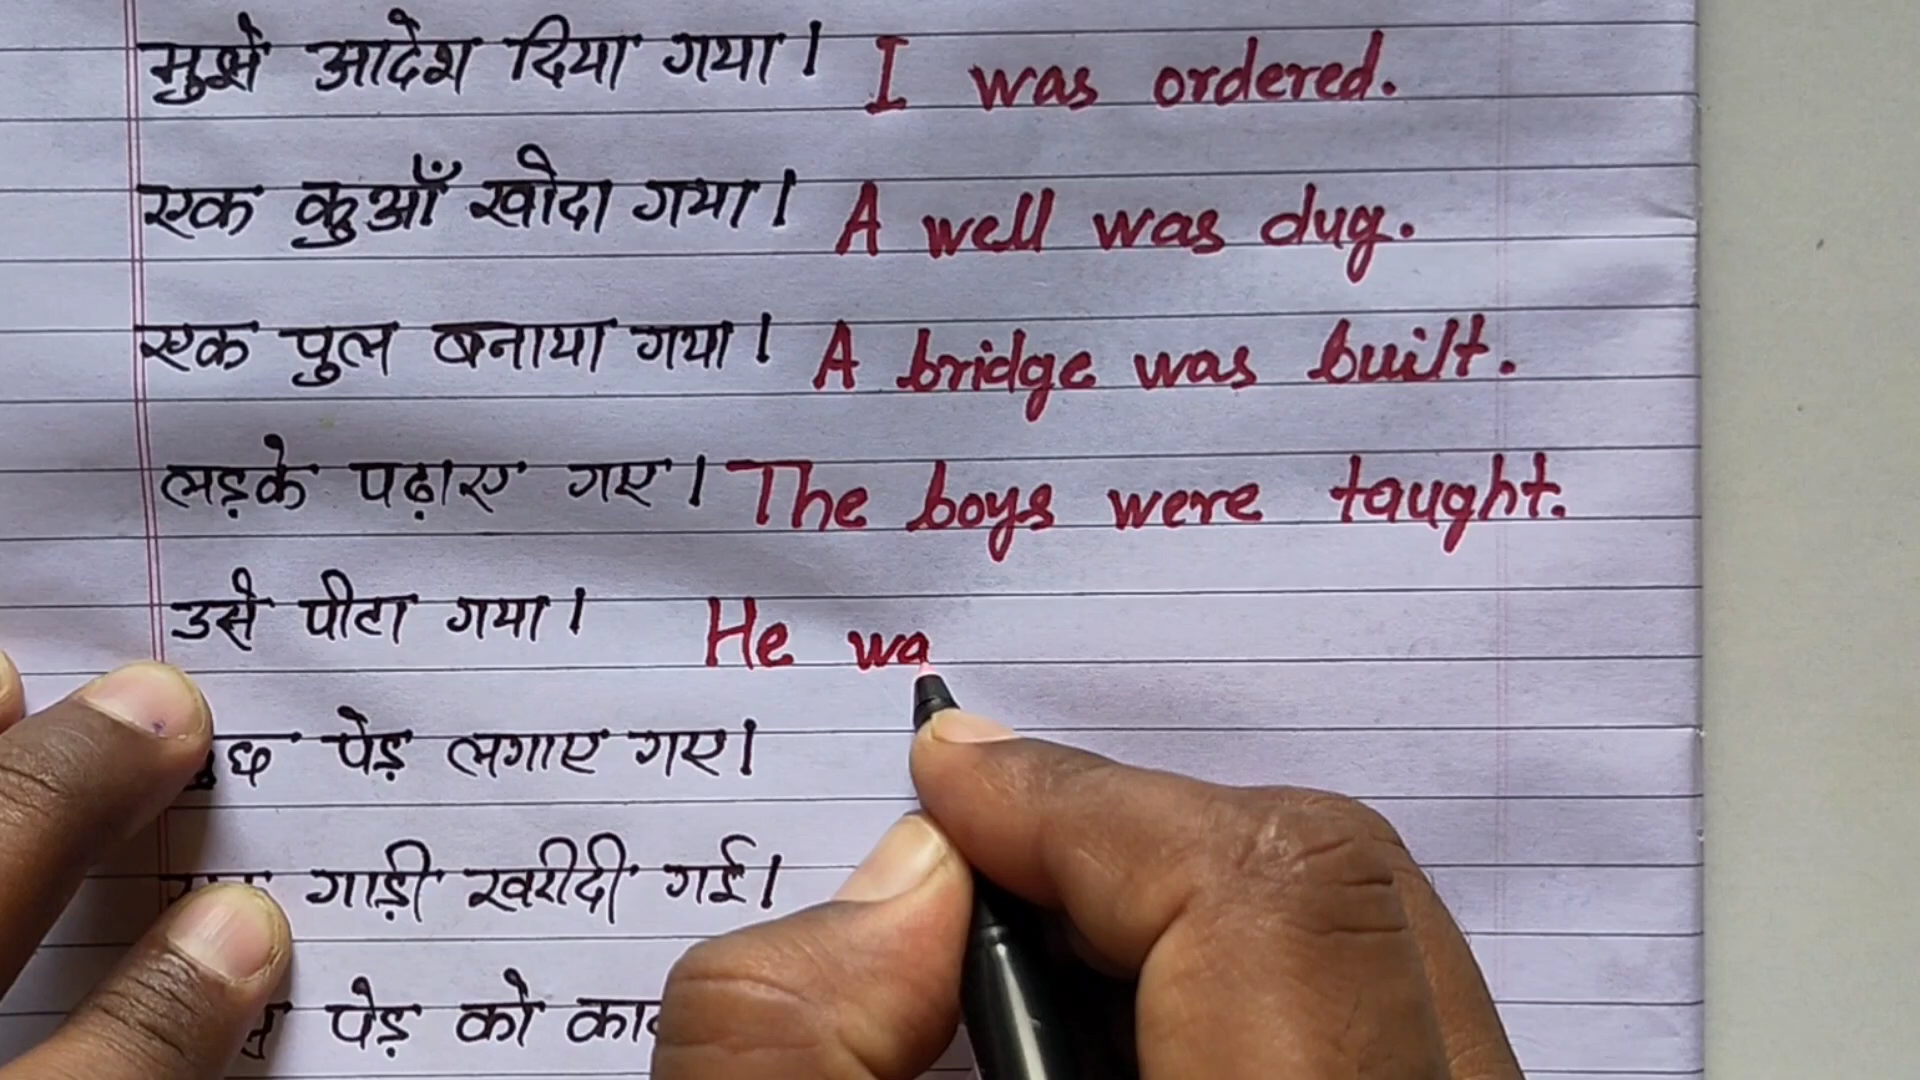 मुझे आदेश दिया गया। I was ordered.
एक कुआँ खोदा गया। A well was dug.
एक पुल बनाया गया। A bridge was built.
लड़के पढ़ाए गए। The boys were taught.
उसे पीटा गया। He wa
पेड़ लगाए गए।
गाड़ी खरीदी गई।
पेड़ को